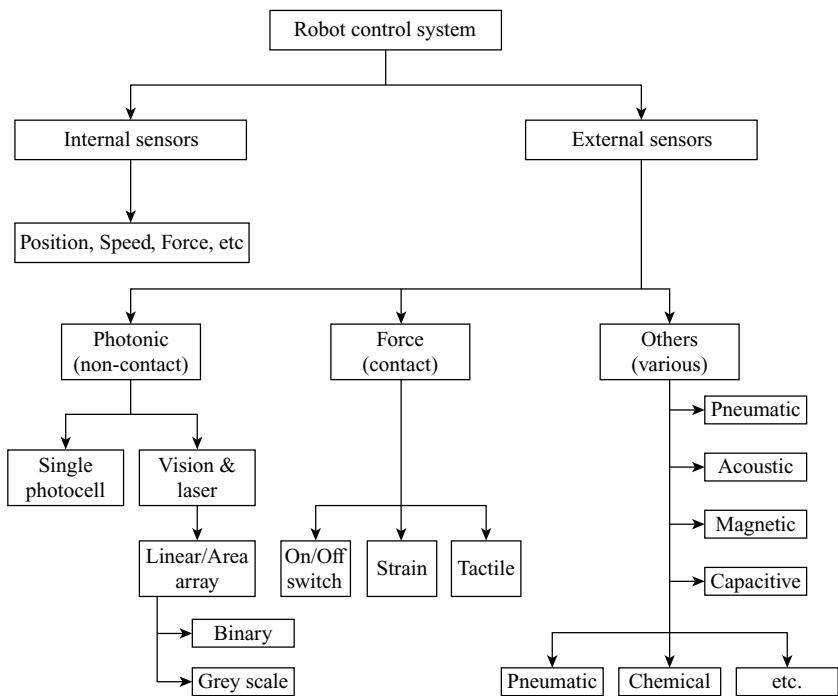 Robot control system
Internal sensors
External sensors
Position, Speed, Force, etc
Photonic
(non-contact)
Force
(contact)
Others
(various)
Pneumatic
Single
photocell
Vision &
laser
Acoustic
Magnetic
Linear/Area
array
On/Off
switch
Strain
Tactile
Capacitive
Binary
Grey scale
Pneumatic
Chemical
etc.